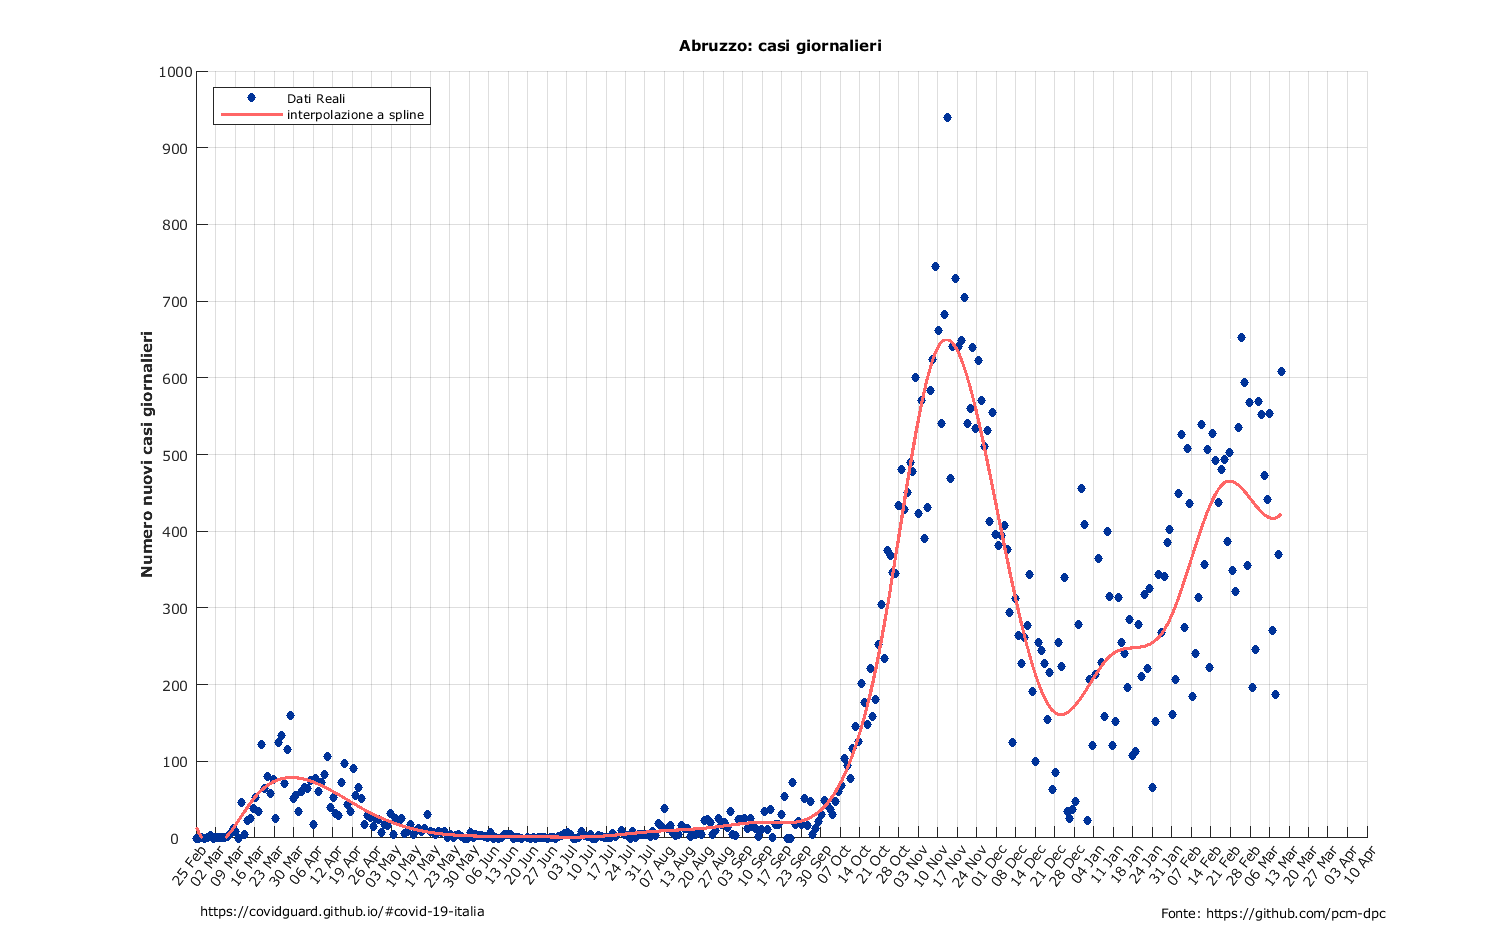 Abruzzo: casi giornalieri
Dati Reali
interpolazione a spline
Numero nuovi casi giornalieri
1000
900
800
700
600
500
400
300
200
100
0
25 Feb
02 Mar
09 Mar
16 Mar
23 Mar
30 Mar
06 Apr
12 Apr
19 Apr
26 Apr
03 May
10 May
17 May
23 May
30 May
06 Jun
13 Jun
20 Jun
27 Jun
03 Jul
10 Jul
17 Jul
24 Jul
31 Jul
07 Aug
13 Aug
20 Aug
27 Aug
03 Sep
10 Sep
17 Sep
23 Sep
30 Sep
07 Oct
14 Oct
21 Oct
28 Oct
03 Nov
10 Nov
17 Nov
24 Nov
01 Dec
08 Dec
14 Dec
21 Dec
28 Dec
04 Jan
11 Jan
18 Jan
24 Jan
31 Jan
07 Feb
14 Feb
21 Feb
28 Feb
06 Mar
13 Mar
20 Mar
27 Mar
03 Apr
10 Apr
https://covidguard.github.io/#covid-19-italia
Fonte: https://github.com/pcm-dpc